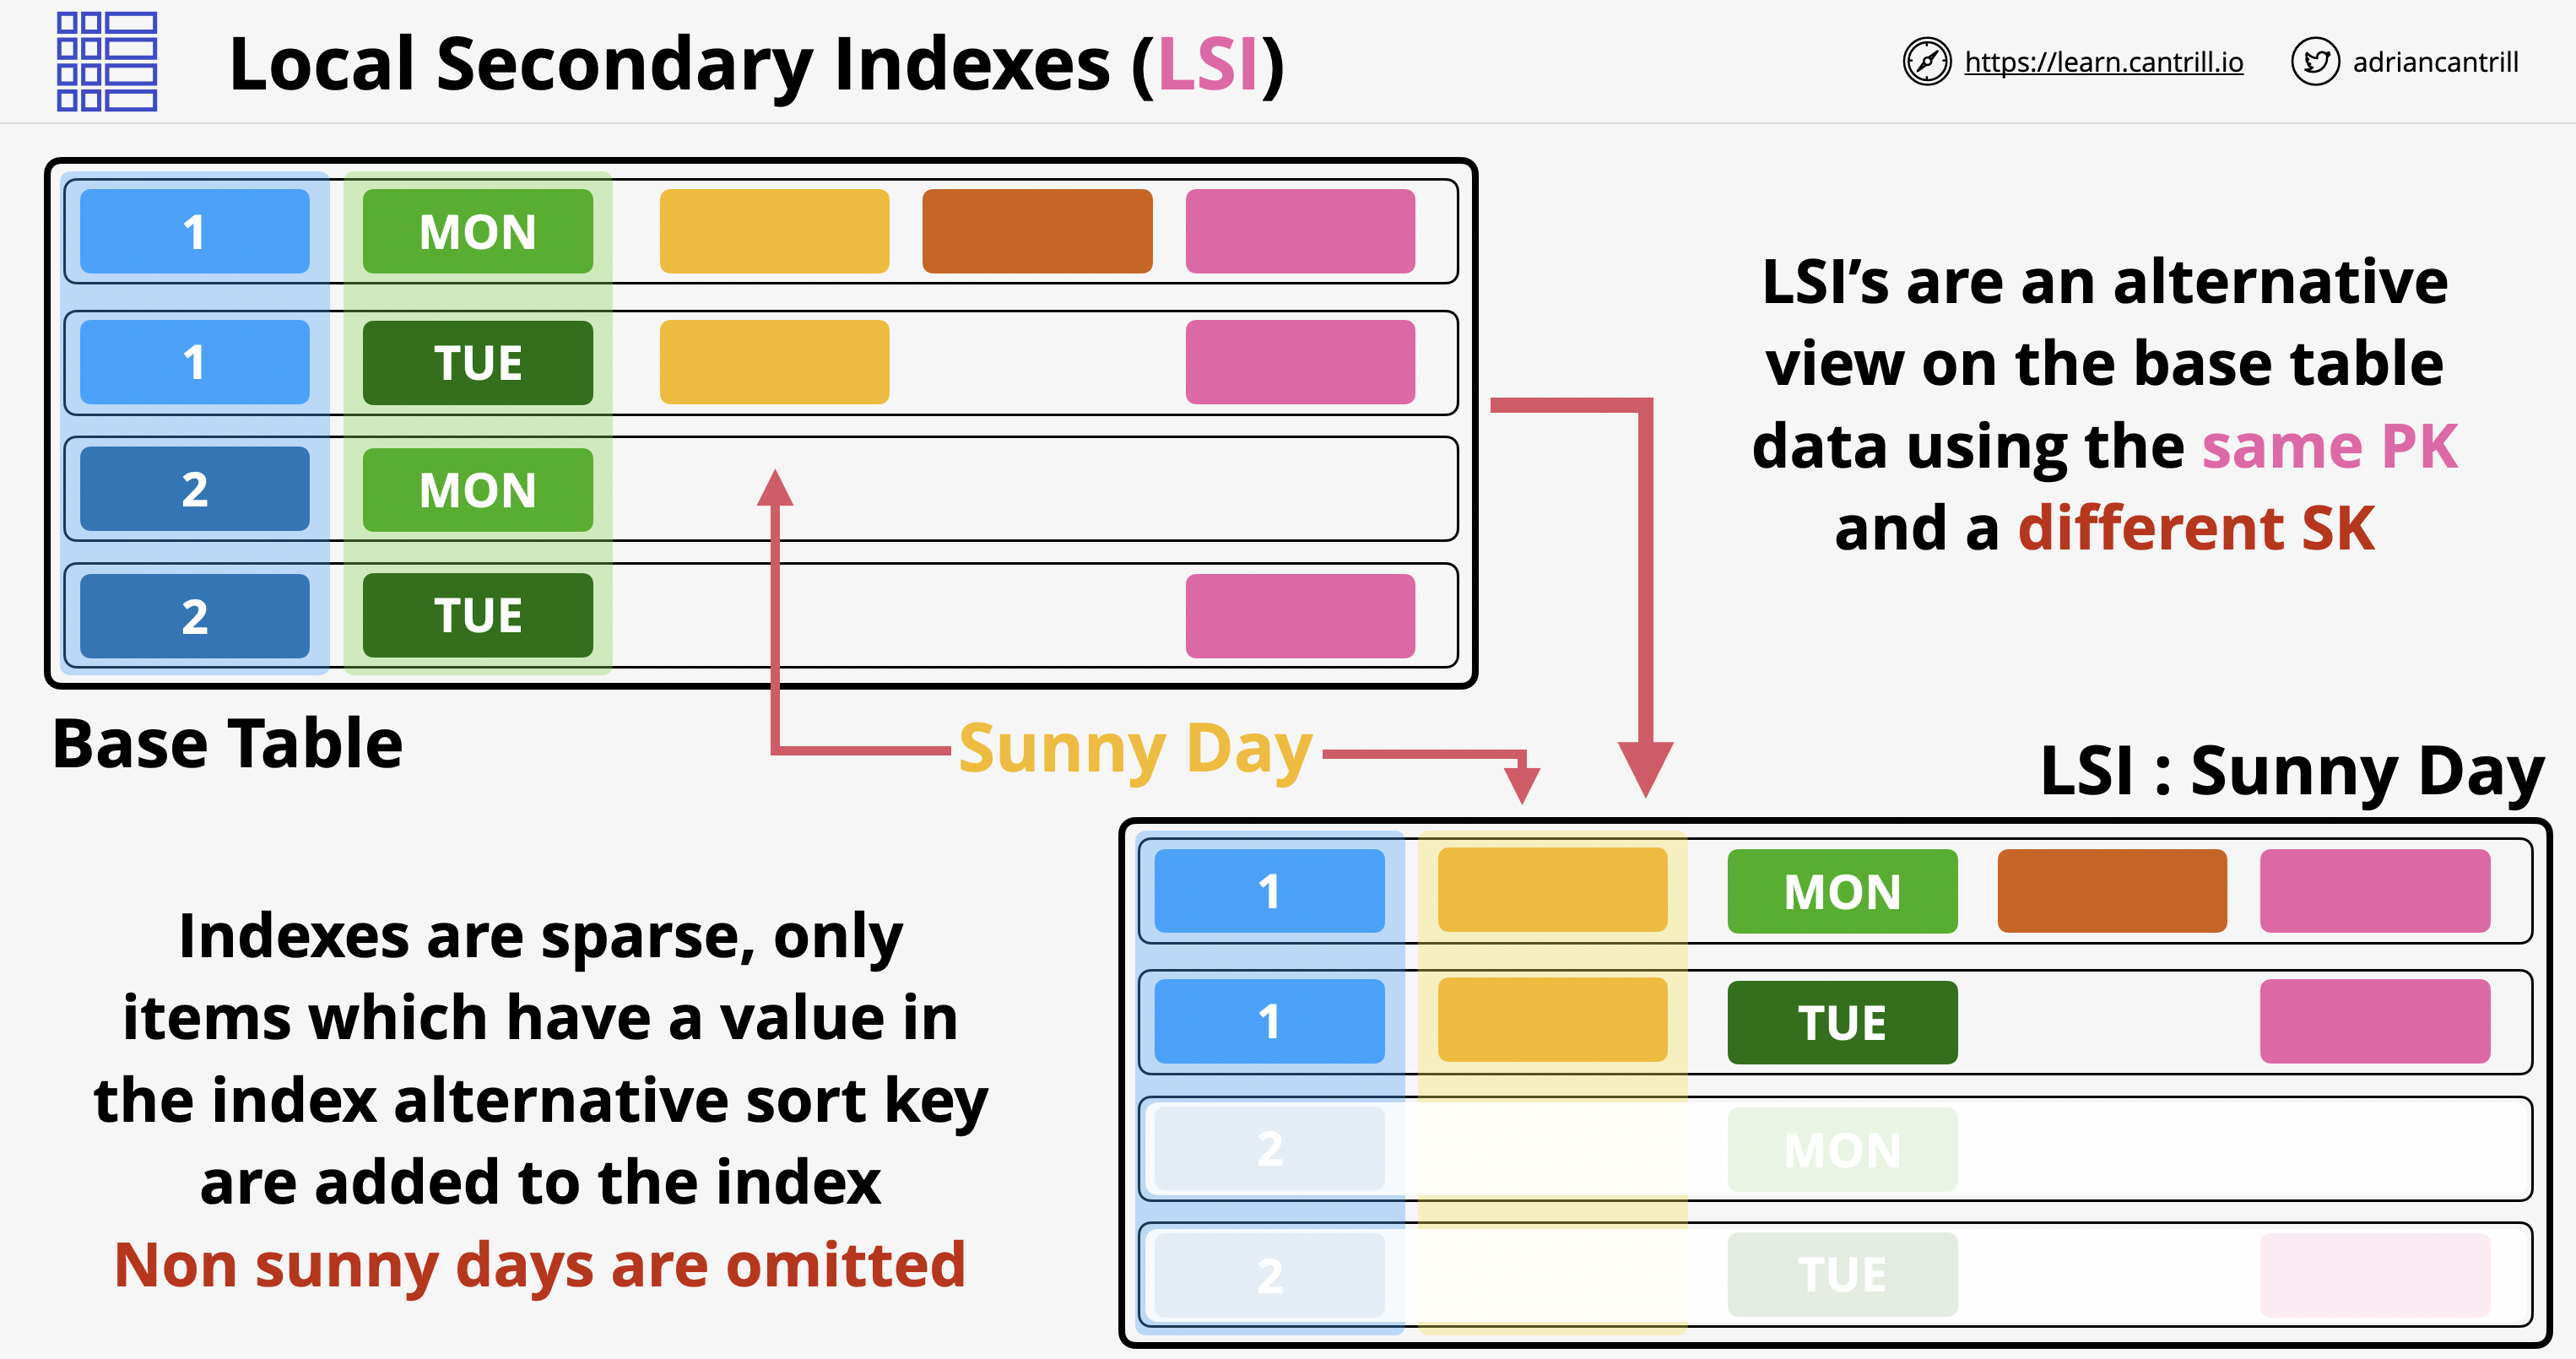 Local Secondary Indexes (LSI)
https://learn.cantrill.io
adriancantrill
1 MON
1 TUE
2 MON
2 TUE
LSI’s are an alternative
view on the base table
data using the same PK
and a different SK
Base Table
Sunny Day
LSI : Sunny Day
Indexes are sparse, only
items which have a value in
the index alternative sort key
are added to the index
Non sunny days are omitted
1 MON
1 TUE
2 MON
2 TUE